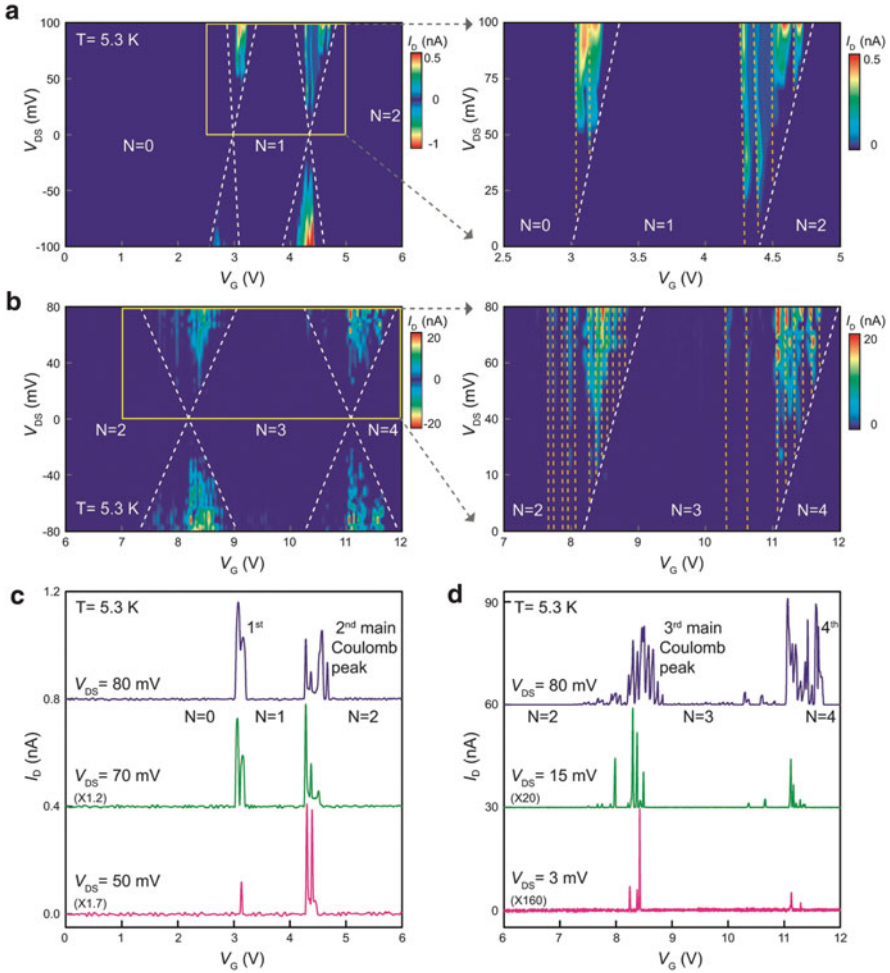 a
T= 5.3 K
V_DS (mV)
100
50
0
-50
-100
N=0
N=1
N=2
0
1
2
3
4
5
6
V_G (V)
I_D (nA)
0.5
0
-1
V_DS (mV)
100
75
50
25
0
N=0
N=1
N=2
2.5
3.0
3.5
4.0
4.5
5
V_G (V)
I_D (nA)
0.5
0
b
V_DS (mV)
80
60
40
20
0
-20
-40
-60
-80
N=2
N=3
N=4
T= 5.3 K
6
7
8
9
10
11
12
V_G (V)
I_D (nA)
20
10
0
-20
V_DS (mV)
80
60
40
10
0
N=2
N=3
N=4
7
8
9
10
11
12
V_G (V)
I_D (nA)
20
0
c
T= 5.3 K
1st
2nd main
Coulomb
peak
V_DS= 80 mV
N=0 N=1 N=2
V_DS= 70 mV
(X1.2)
V_DS= 50 mV
(X1.7)
I_D (nA)
1.2
0.8
0.4
0.0
0
1
2
3
4
5
6
V_G (V)
d
T= 5.3 K
3rd main
Coulomb
peak
4th
V_DS= 80 mV
N=2 N=3 N=4
V_DS= 15 mV
(X20)
V_DS= 3 mV
(X160)
I_D (nA)
90
60
30
0
6
7
8
9
10
11
12
V_G (V)